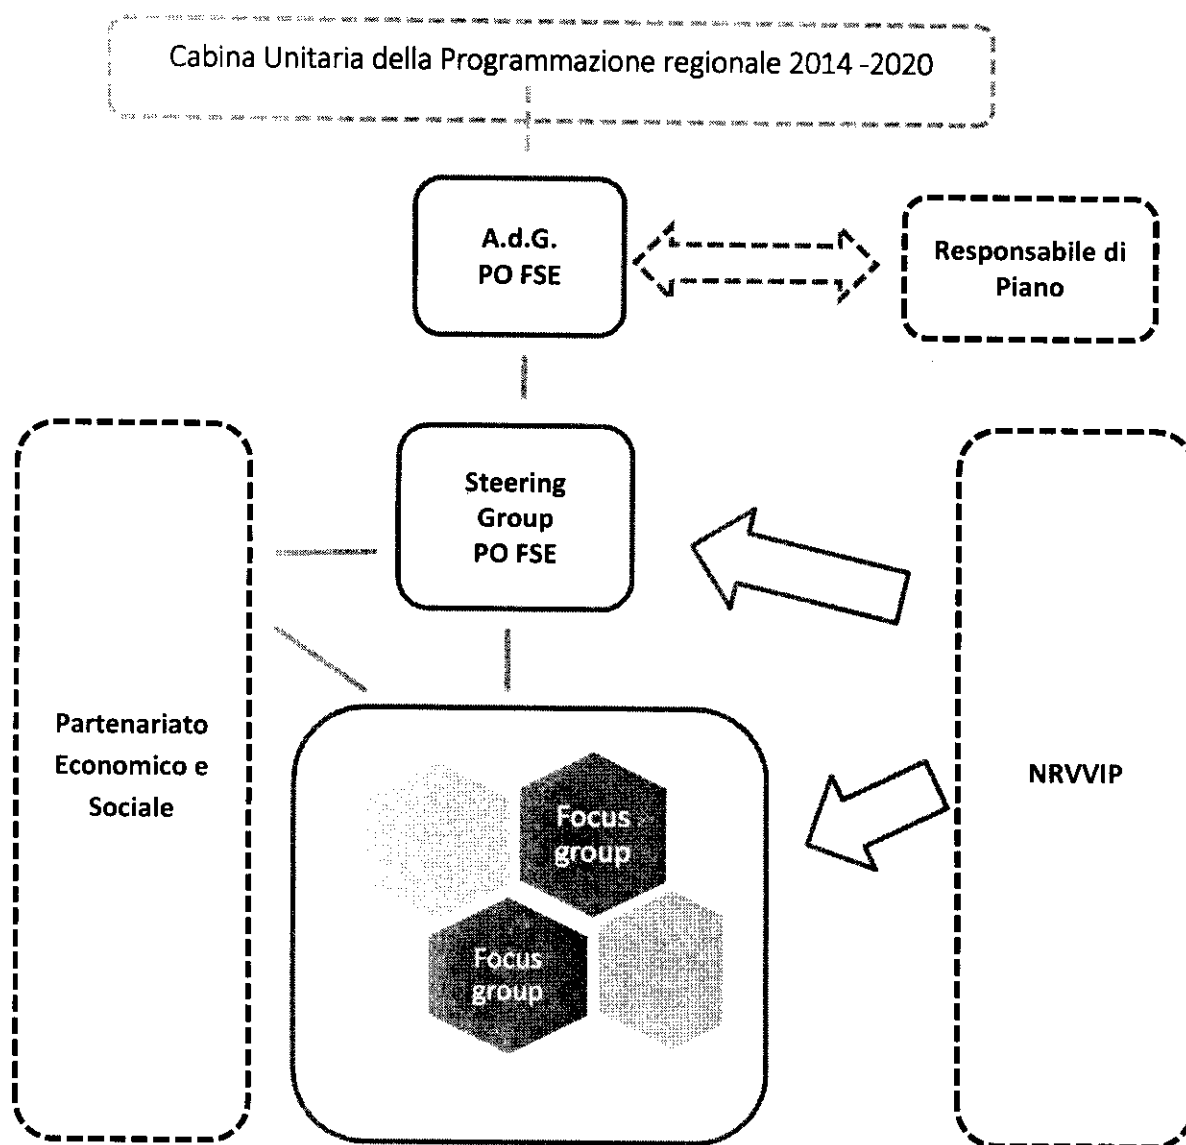 Cabina Unitaria della Programmazione regionale 2014 -2020
A.d.G.
PO FSE
Responsabile di
Piano
Steering
Group
PO FSE
Partenariato
Economico e
Sociale
NRVVIP
Focus
group
Focus
group